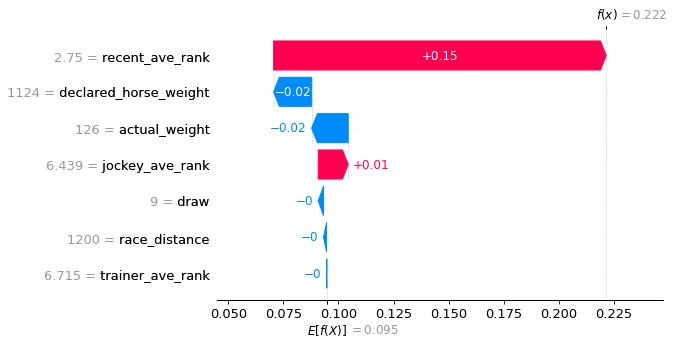 f(x) = 0.222
2.75 = recent_ave_rank +0.15
1124 = declared_horse_weight −0.02
126 = actual_weight −0.02
6.439 = jockey_ave_rank +0.01
9 = draw −0
1200 = race_distance −0
6.715 = trainer_ave_rank −0
0.050 0.075 0.100 0.125 0.150 0.175 0.200 0.225
E[f(X)] = 0.095